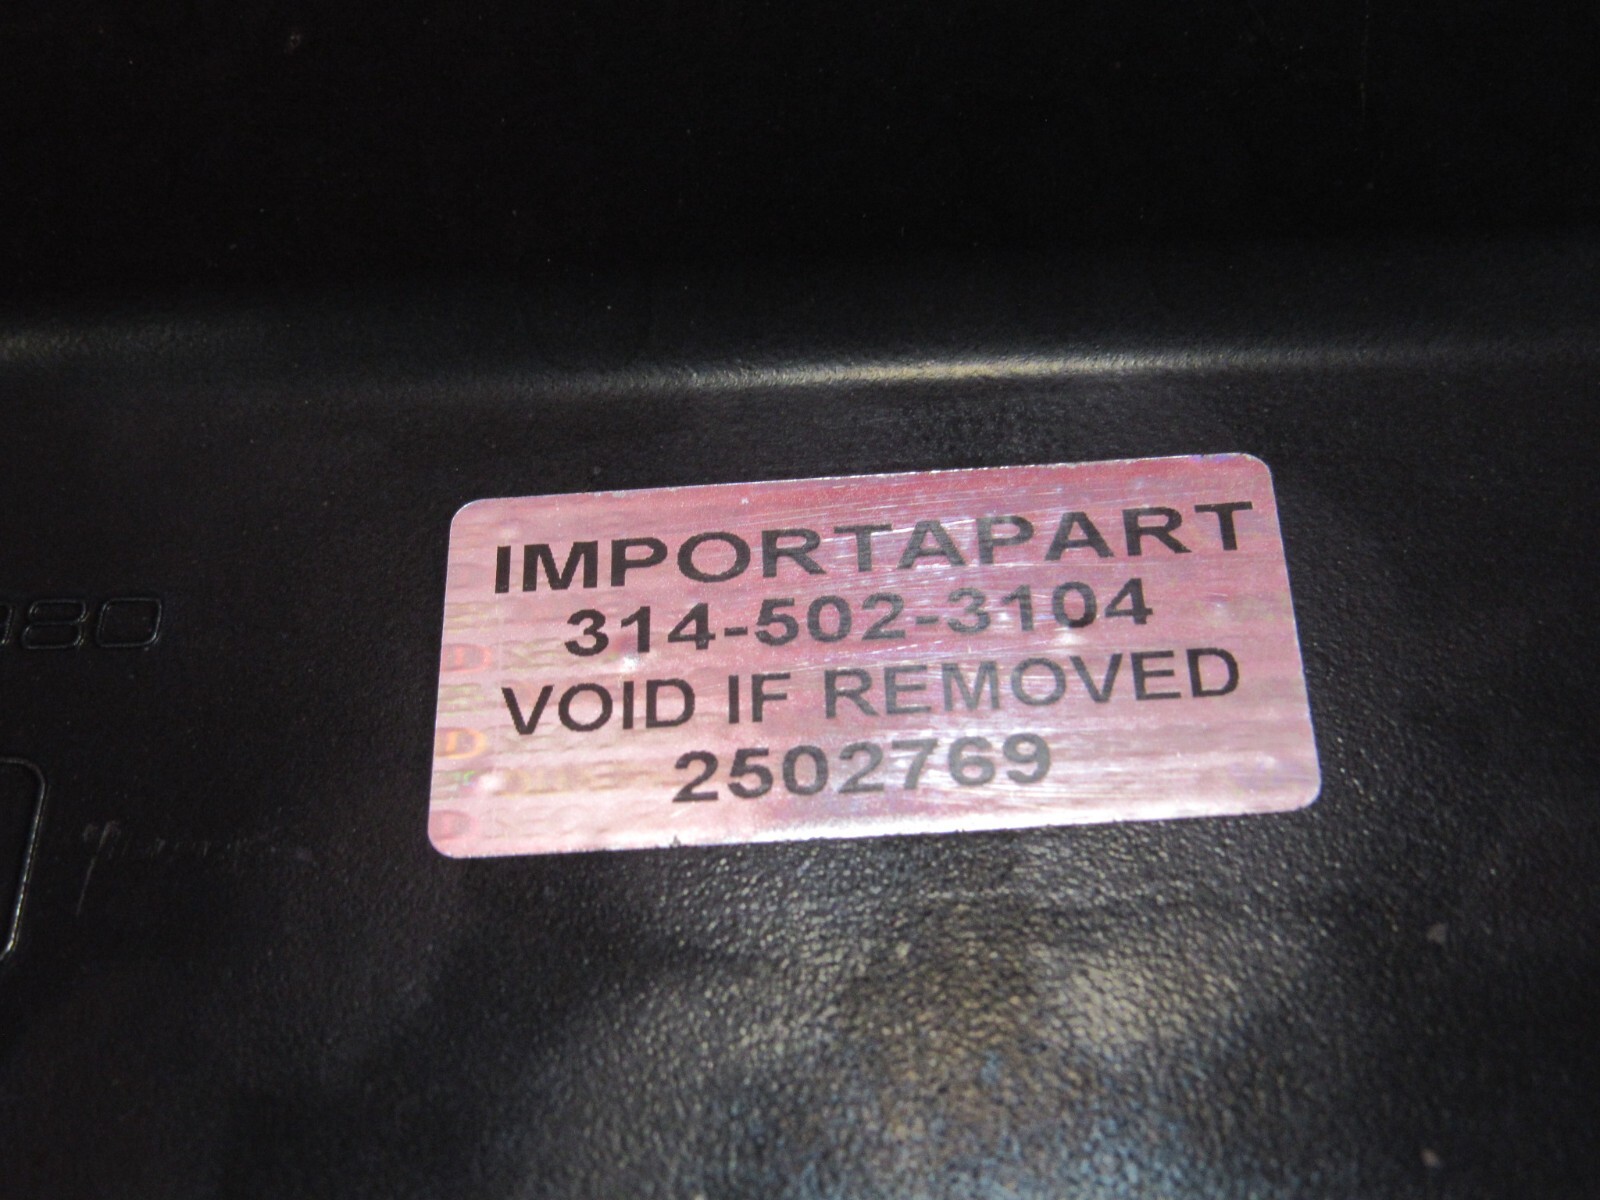 IMPORTAPART
314-502-3104
VOID IF REMOVED
2502769